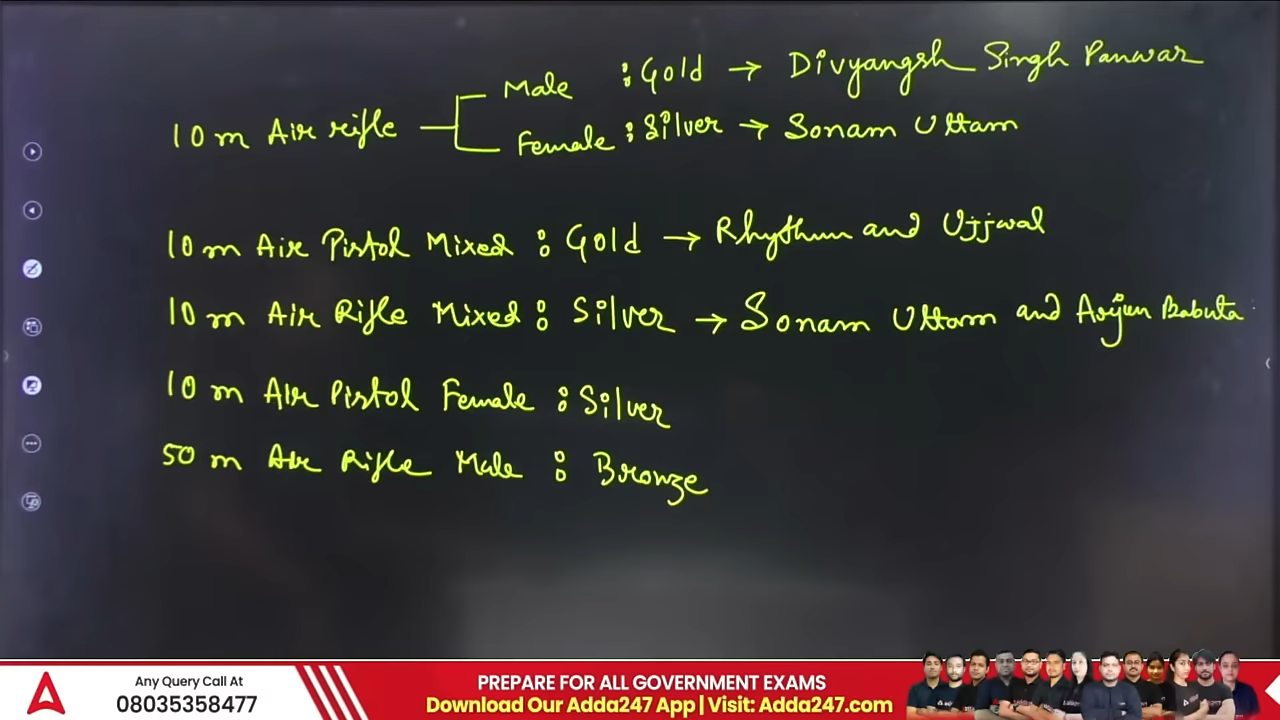 Male : Gold → Divyangsh Singh Panwar
10 m Air rifle
Female : Silver → Sonam Uttam
10 m Air Pistol Mixed : Gold → Rhythum and Ujjwal
10 m Air Rifle Mixed : Silver → Sonam Uttam and Arjun Babuta
10 m Air Pistol Female : Silver
50 m Air Rifle Male : Bronze
Any Query Call At
08035358477
PREPARE FOR ALL GOVERNMENT EXAMS
Download Our Adda247 App | Visit: Adda247.com